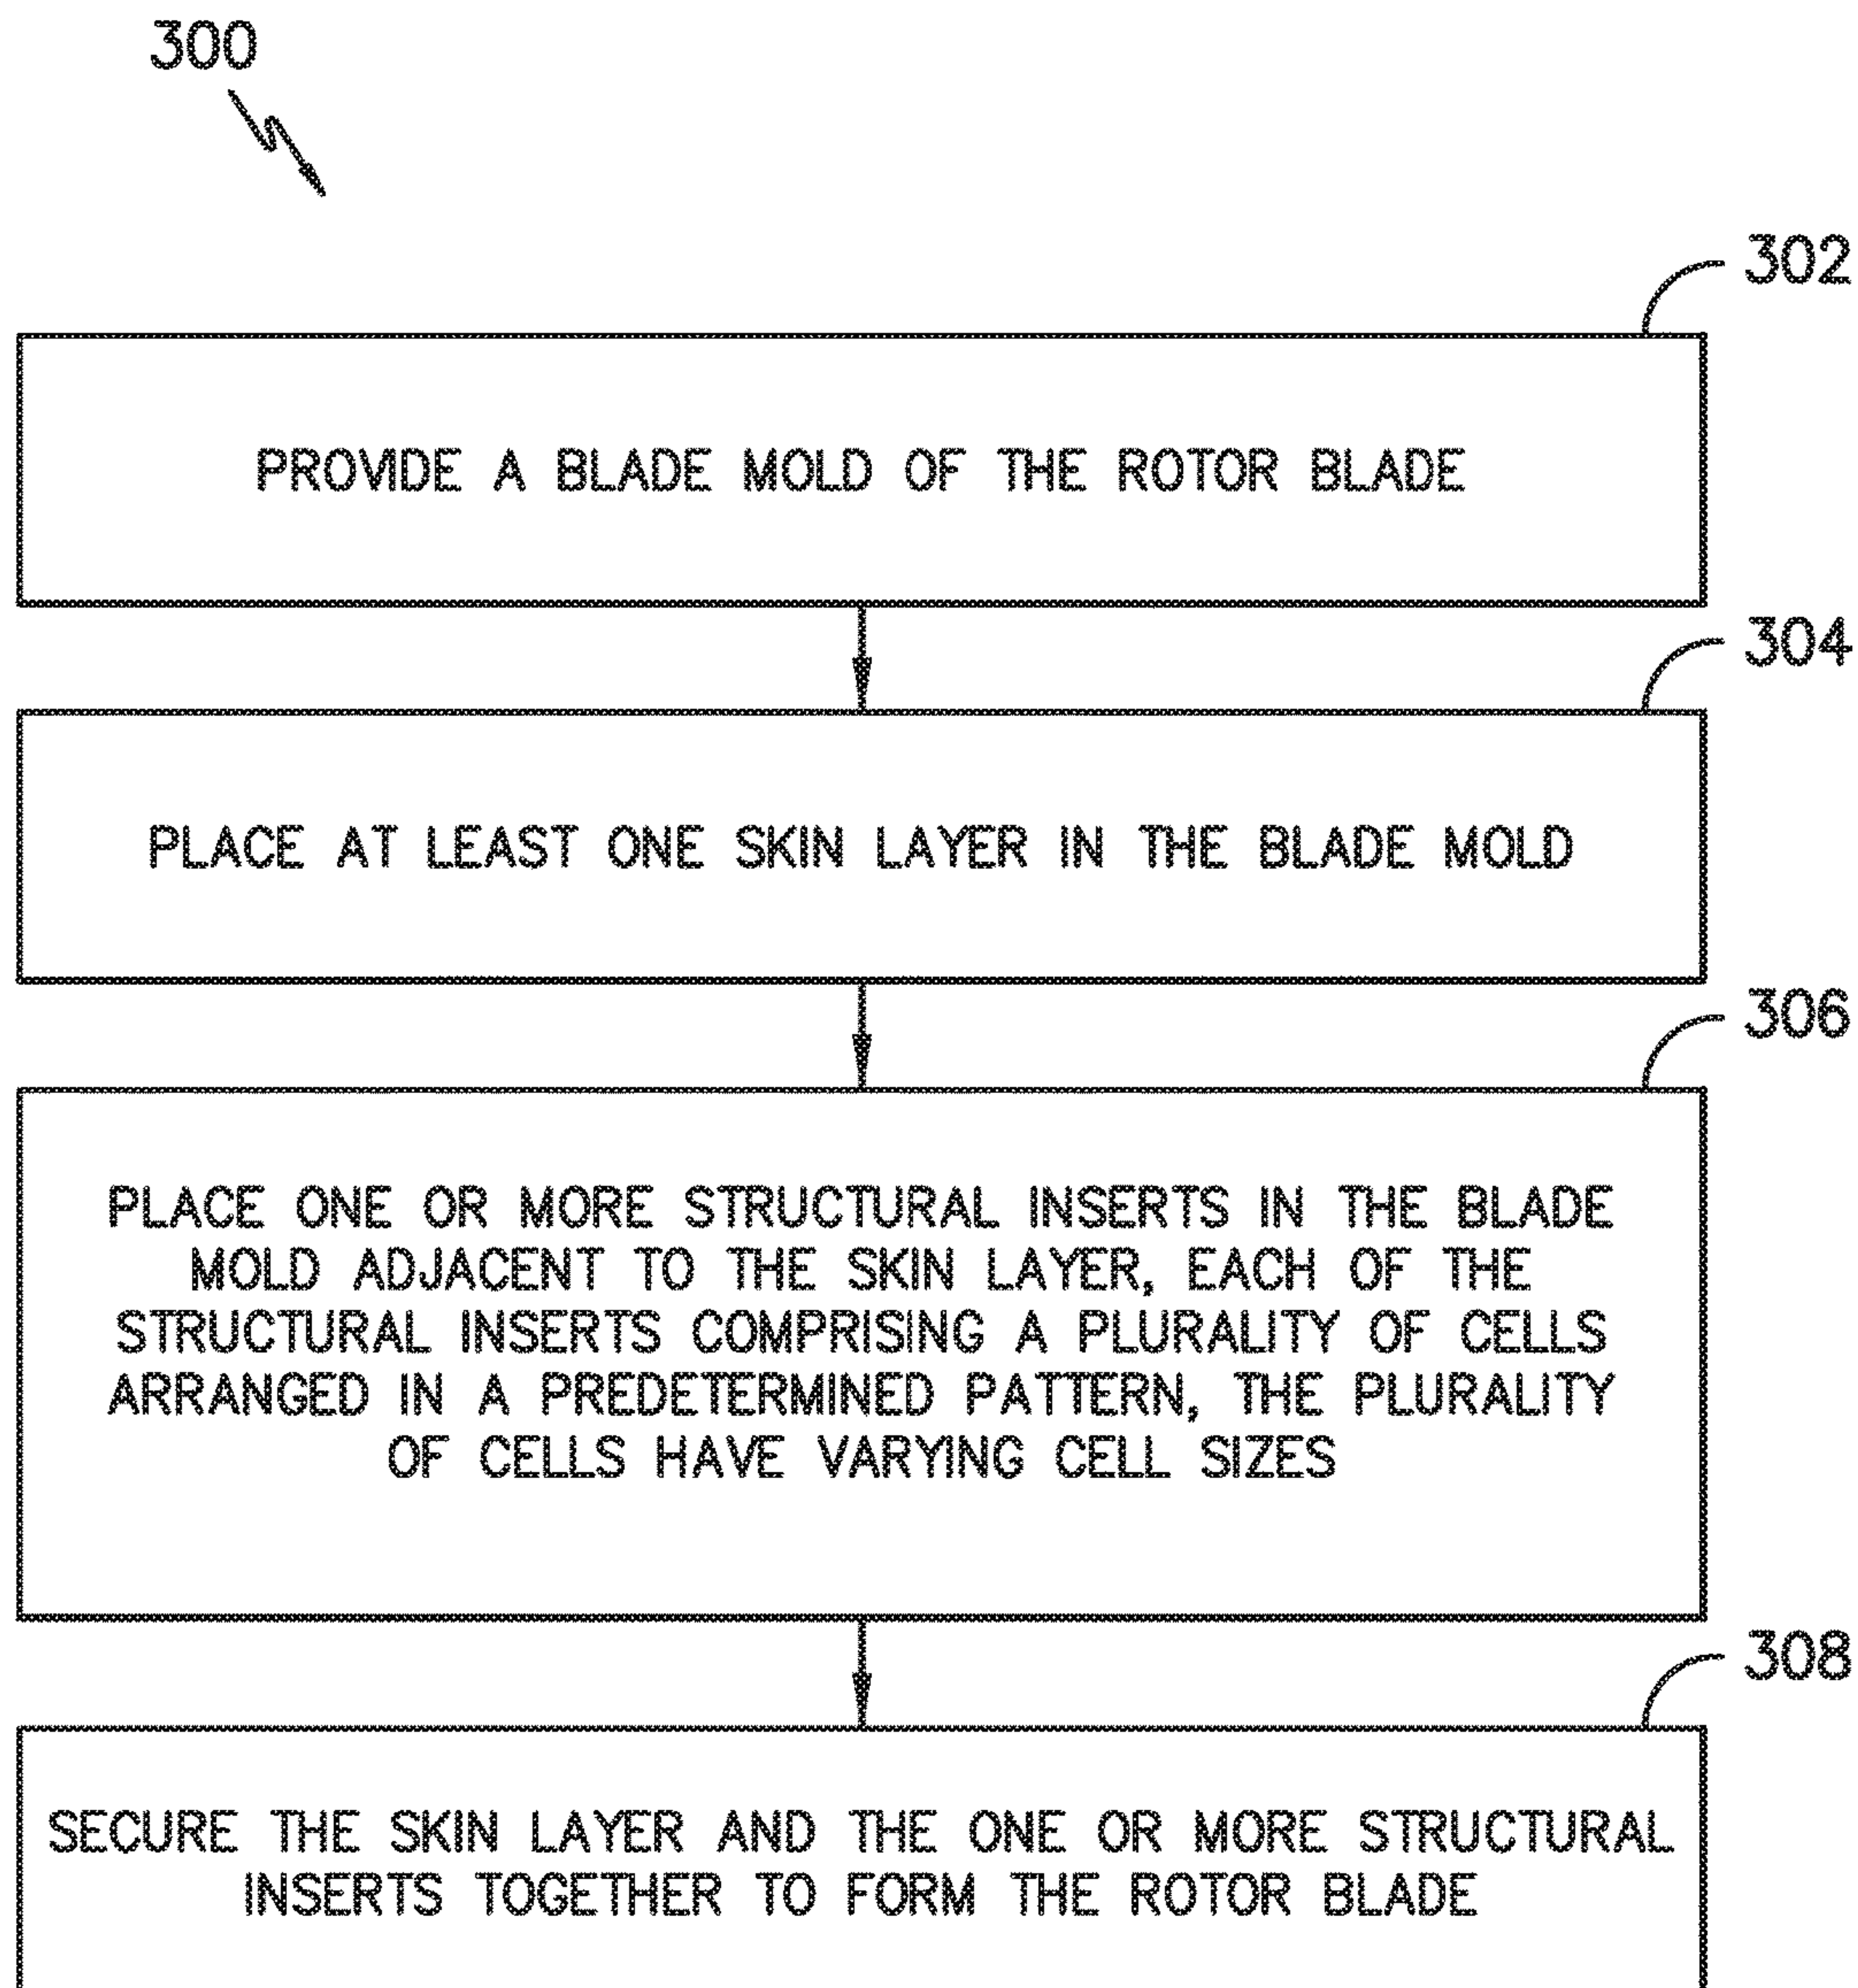 300
302
PROVIDE A BLADE MOLD OF THE ROTOR BLADE
304
PLACE AT LEAST ONE SKIN LAYER IN THE BLADE MOLD
306
PLACE ONE OR MORE STRUCTURAL INSERTS IN THE BLADE
MOLD ADJACENT TO THE SKIN LAYER, EACH OF THE
STRUCTURAL INSERTS COMPRISING A PLURALITY OF CELLS
ARRANGED IN A PREDETERMINED PATTERN, THE PLURALITY
OF CELLS HAVE VARYING CELL SIZES
308
SECURE THE SKIN LAYER AND THE ONE OR MORE STRUCTURAL
INSERTS TOGETHER TO FORM THE ROTOR BLADE